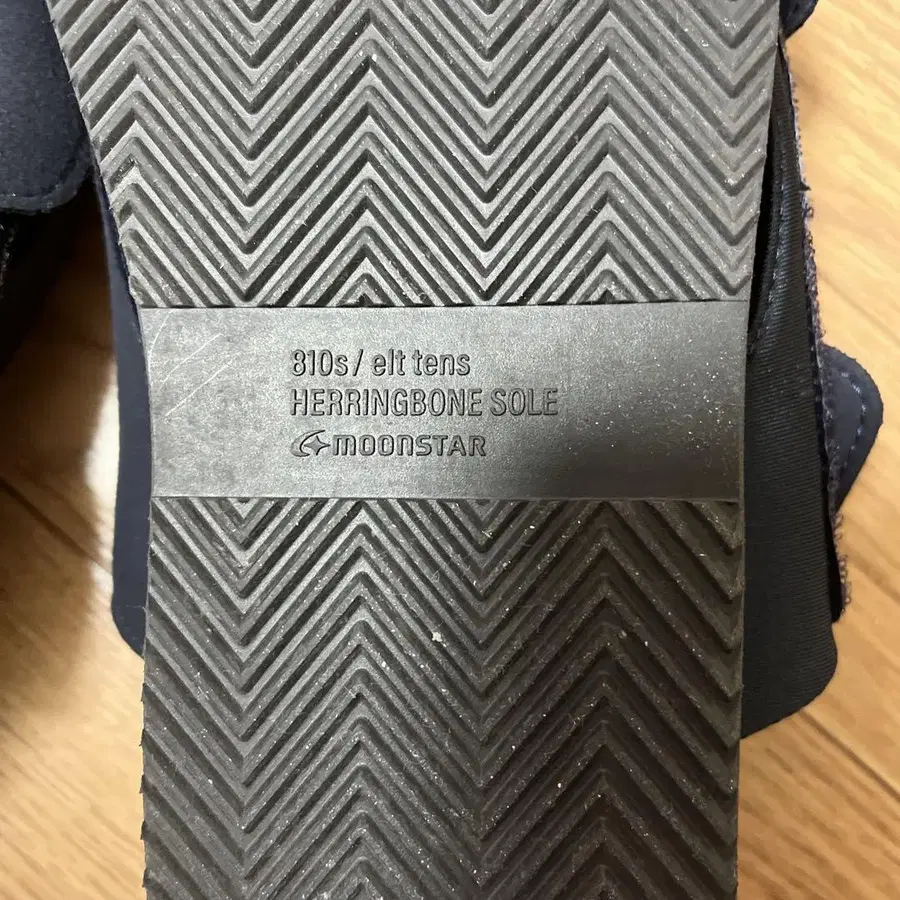 810s / elt tens
HERRINGBONE SOLE
MOONSTAR